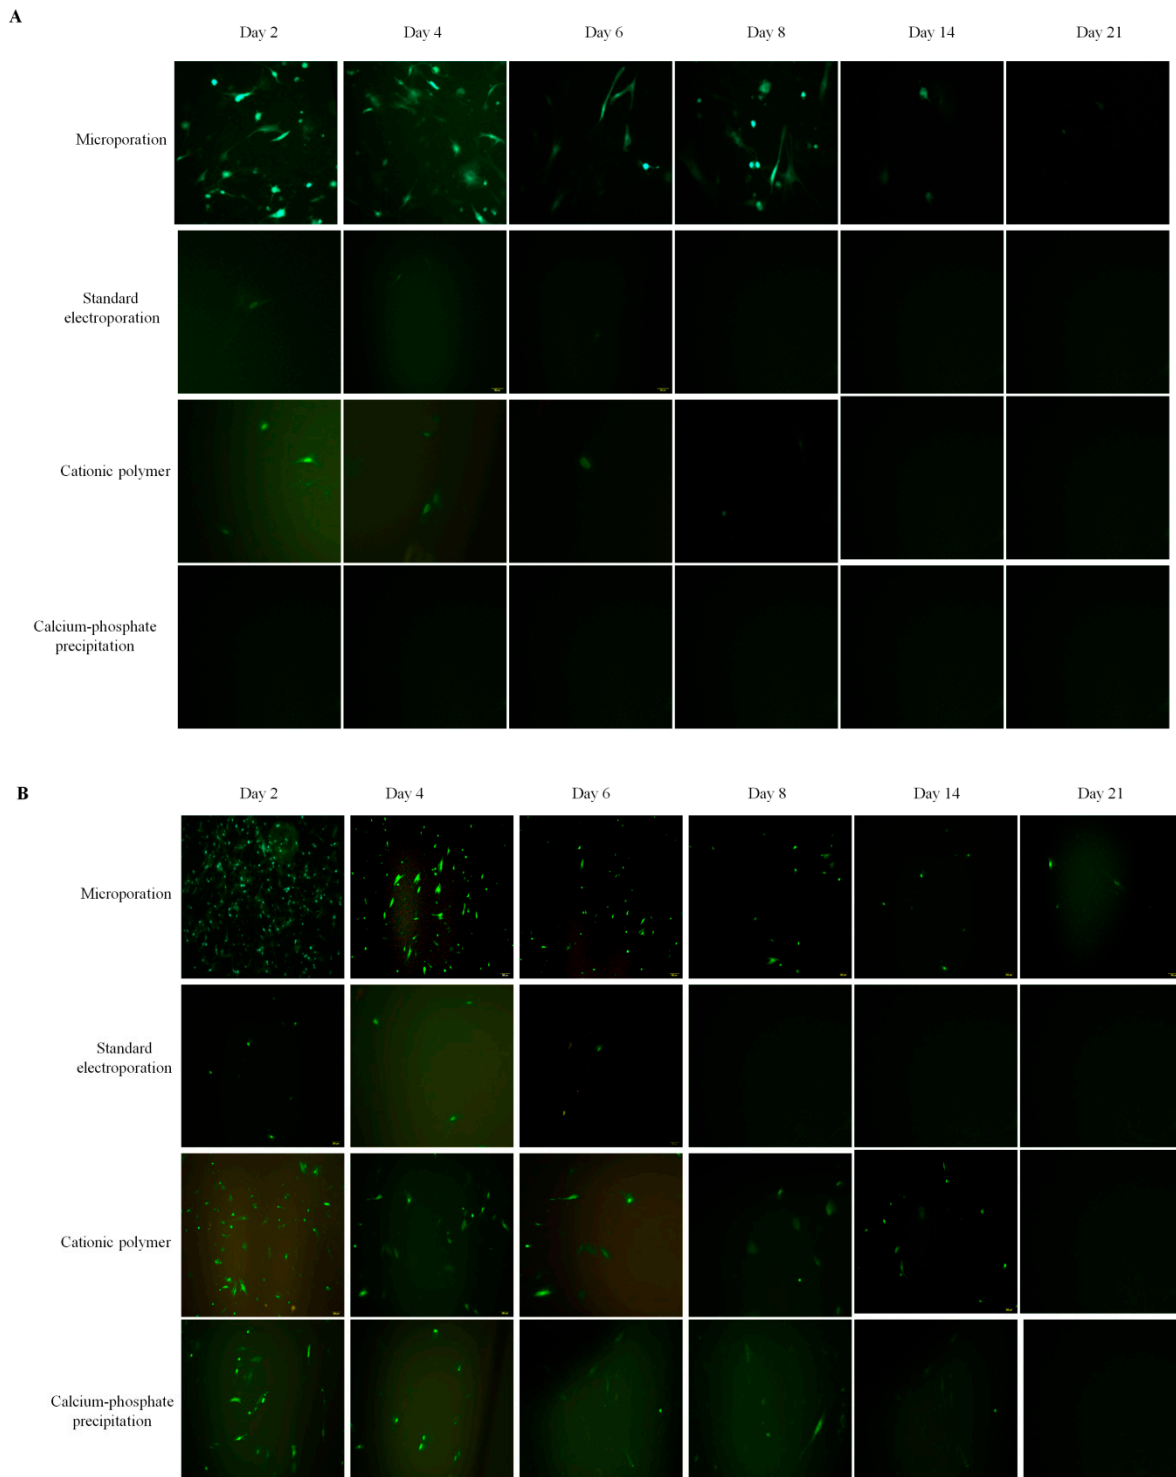 A
Day 2 Day 4 Day 6 Day 8 Day 14 Day 21
Microporation
Standard
electroporation
Cationic polymer
Calcium-phosphate
precipitation
B
Day 2 Day 4 Day 6 Day 8 Day 14 Day 21
Microporation
Standard
electroporation
Cationic polymer
Calcium-phosphate
precipitation